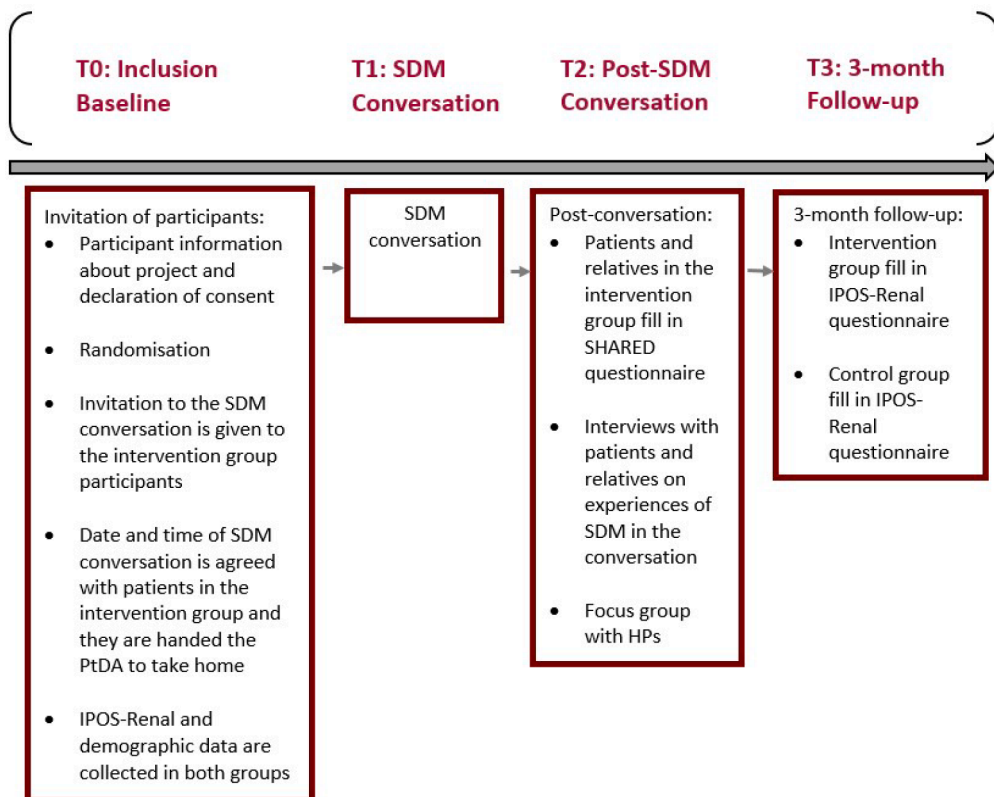 T0: Inclusion
Baseline
T1: SDM
Conversation
T2: Post-SDM
Conversation
T3: 3-month
Follow-up
Invitation of participants:
• Participant information
about project and
declaration of consent
• Randomisation
• Invitation to the SDM
conversation is given to
the intervention group
participants
• Date and time of SDM
conversation is agreed
with patients in the
intervention group and
they are handed the
PtDA to take home
• IPOS-Renal and
demographic data are
collected in both groups
SDM
conversation
Post-conversation:
• Patients and
relatives in the
intervention
group fill in
SHARED
questionnaire
• Interviews with
patients and
relatives on
experiences of
SDM in the
conversation
• Focus group
with HPs
3-month follow-up:
• Intervention
group fill in
IPOS-Renal
questionnaire
• Control group
fill in IPOS-
Renal
questionnaire